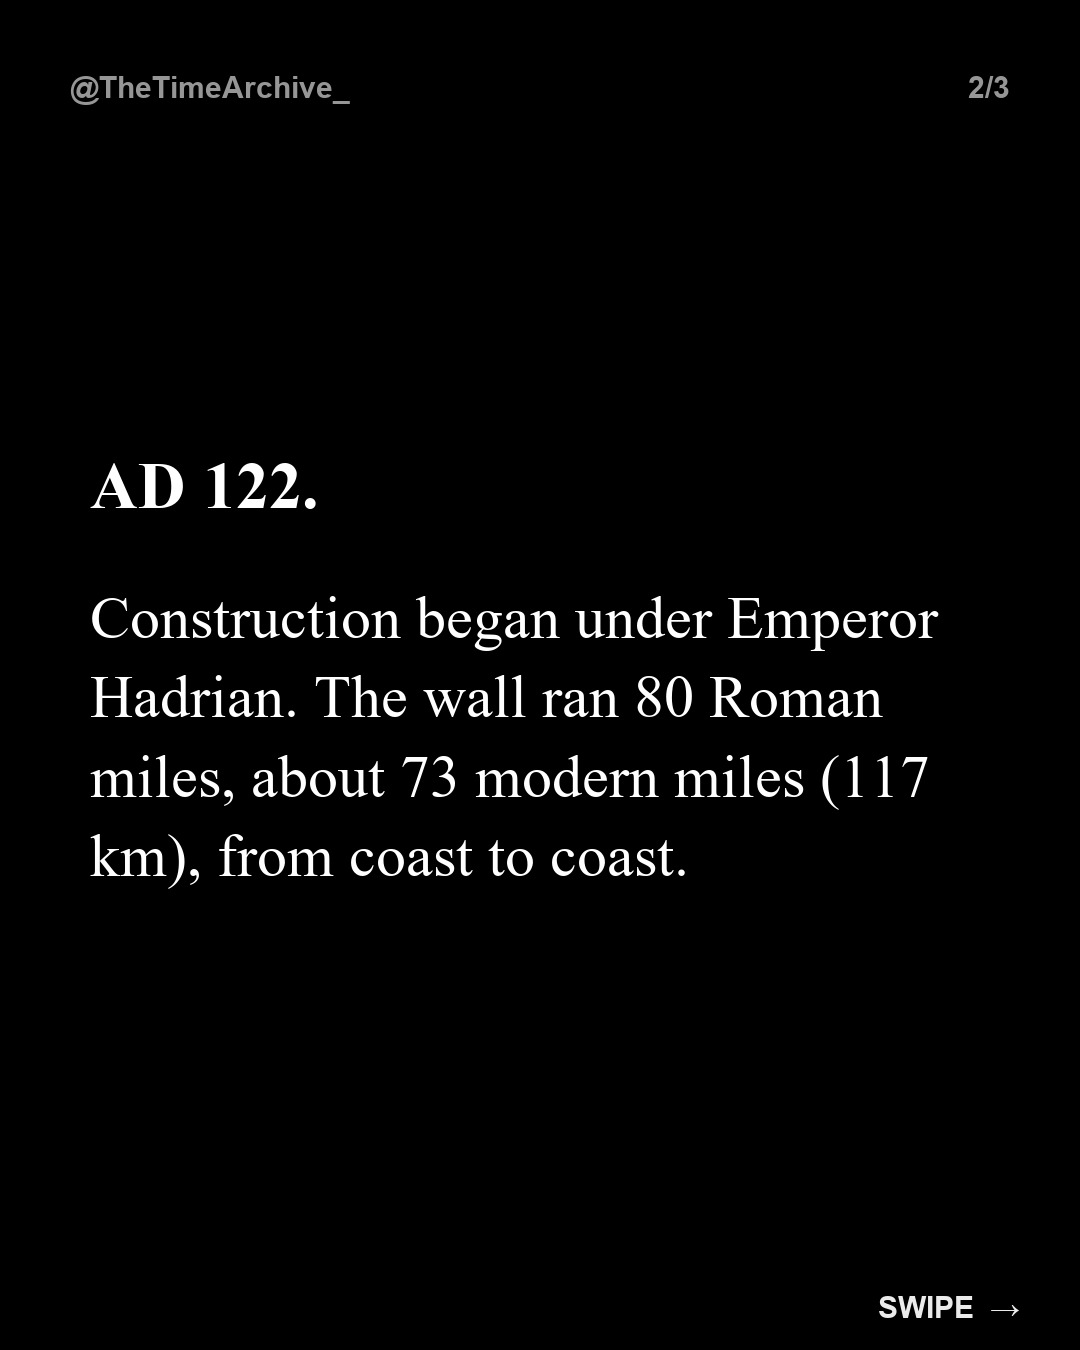 @TheTimeArchive_
2/3
AD 122.
Construction began under Emperor
Hadrian. The wall ran 80 Roman
miles, about 73 modern miles (117
km), from coast to coast.
SWIPE →